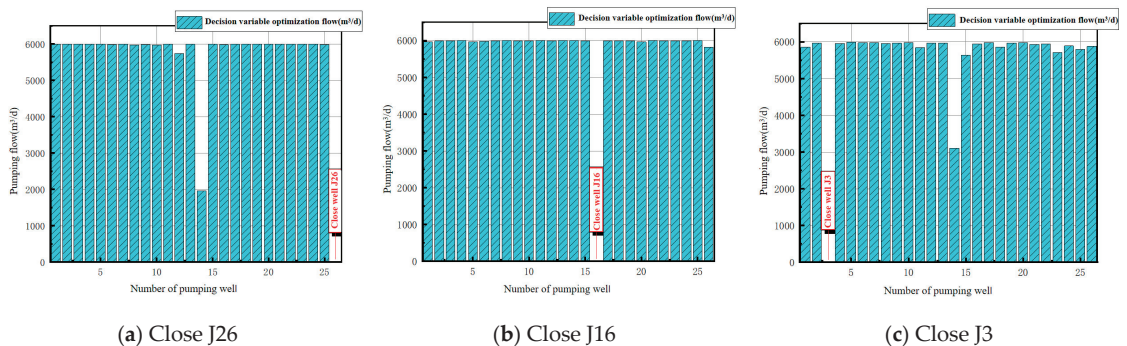 Decision variable optimization flow(m³/d)
6000
5000
4000
3000
2000
1000
0
Pumping flow(m³/d)
Close well J26
5 10 15 20 25
Number of pumping well
(a) Close J26
Decision variable optimization flow(m³/d)
6000
5000
4000
3000
2000
1000
0
Pumping flow(m³/d)
Close well J16
5 10 15 20 25
Number of pumping well
(b) Close J16
Decision variable optimization flow(m³/d)
6000
5000
4000
3000
2000
1000
0
Pumping flow(m³/d)
Close well J3
5 10 15 20 25
Number of pumping well
(c) Close J3